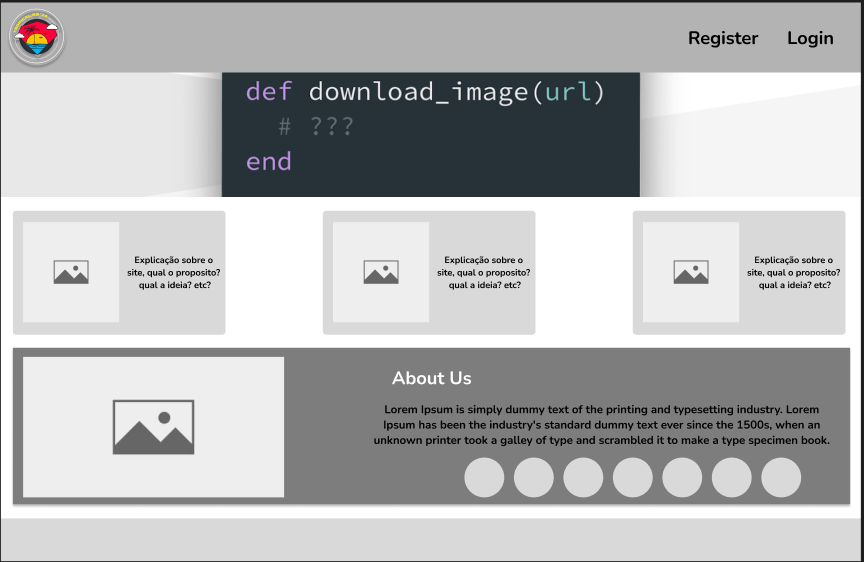 Register
Login
def download_image(url)
# ???
end
Explicação sobre o
site, qual o proposito?
qual a ideia? etc?
Explicação sobre o
site, qual o proposito?
qual a ideia? etc?
Explicação sobre o
site, qual o proposito?
qual a ideia? etc?
About Us
Lorem Ipsum is simply dummy text of the printing and typesetting industry. Lorem
Ipsum has been the industry's standard dummy text ever since the 1500s, when an
unknown printer took a galley of type and scrambled it to make a type specimen book.